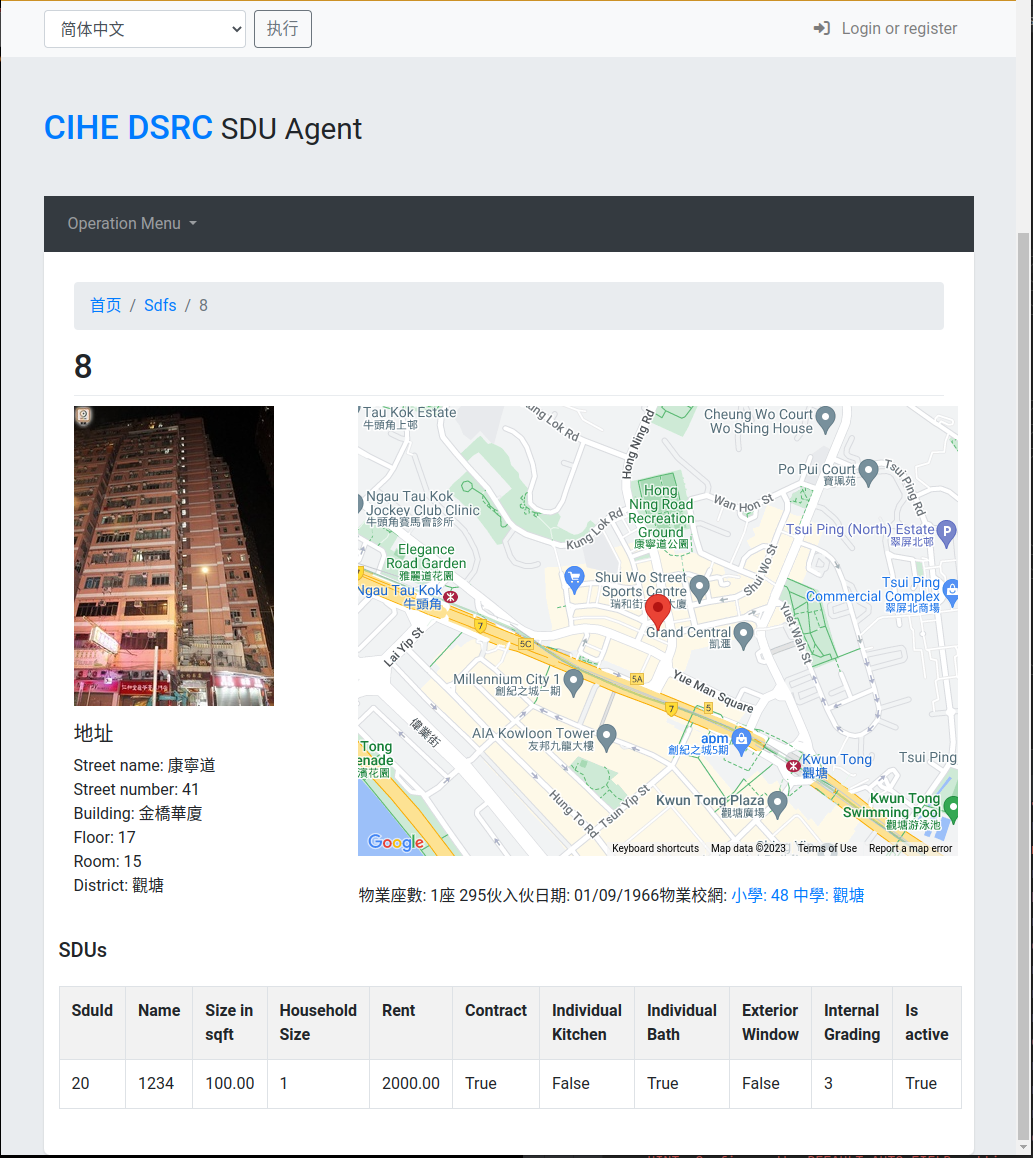 简体中文
执行
Login or register
CIHE DSRC SDU Agent
Operation Menu
首页 / Sdfs / 8
8
Tau Kok Estate
牛頭角上邨
ung Lok Rd
Hong Ning Rd
Cheung Wo Court
Wo Shing House
Po Pui Court
寶珮苑
Tsui Ping Rd
Ngau Tau Kok
Jockey Club Clinic
牛頭角賽馬會診所
Hong
Ning Road
Recreation
Ground
康寧道公園
Wan Hon St
Kung Lok Rd
Tsui Ping (North) Estate
翠屏北邨
Elegance
Road Garden
雅麗道花園
Shui Wo St
Ngau Tau Kok
牛頭角
Shui Wo Street
Sports Centre
瑞和街 大廈
Tsui Ping
Commercial Complex
翠屏北商場
7
5C
Grand Central
凱滙
Yuet Wah St
Lai Yip St
Millennium City 1
創紀之城一期
5A
Yue Man Square
7
5
偉業街
AIA Kowloon Tower
友邦九龍大樓
apm
創紀之城5期
Tong
enade
濱花園
Kwun Tong
觀塘
Tsui Ping
Hung To Rd
Tsun Yip St
Kwun Tong Plaza
觀塘廣場
Kwun Tong
Swimming Pool
觀塘游泳池
Google
Keyboard shortcuts Map data ©2023 Terms of Use Report a map error
地址
Street name: 康寧道
Street number: 41
Building: 金橋華廈
Floor: 17
Room: 15
District: 觀塘
物業座數: 1座 295伙入伙日期: 01/09/1966物業校網: 小學: 48 中學: 觀塘
SDUs
SduId Name Size in sqft Household Size Rent Contract Individual Kitchen Individual Bath Exterior Window Internal Grading Is active
20 1234 100.00 1 2000.00 True False True False 3 True